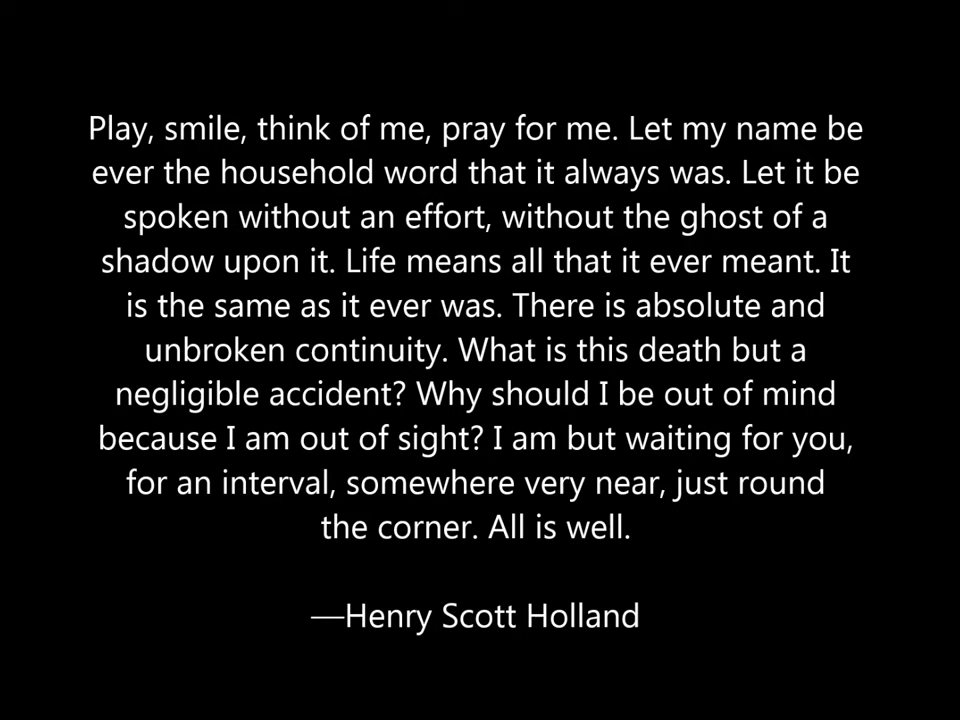 Play, smile, think of me, pray for me. Let my name be
ever the household word that it always was. Let it be
spoken without an effort, without the ghost of a
shadow upon it. Life means all that it ever meant. It
is the same as it ever was. There is absolute and
unbroken continuity. What is this death but a
negligible accident? Why should I be out of mind
because I am out of sight? I am but waiting for you,
for an interval, somewhere very near, just round
the corner. All is well.
—Henry Scott Holland